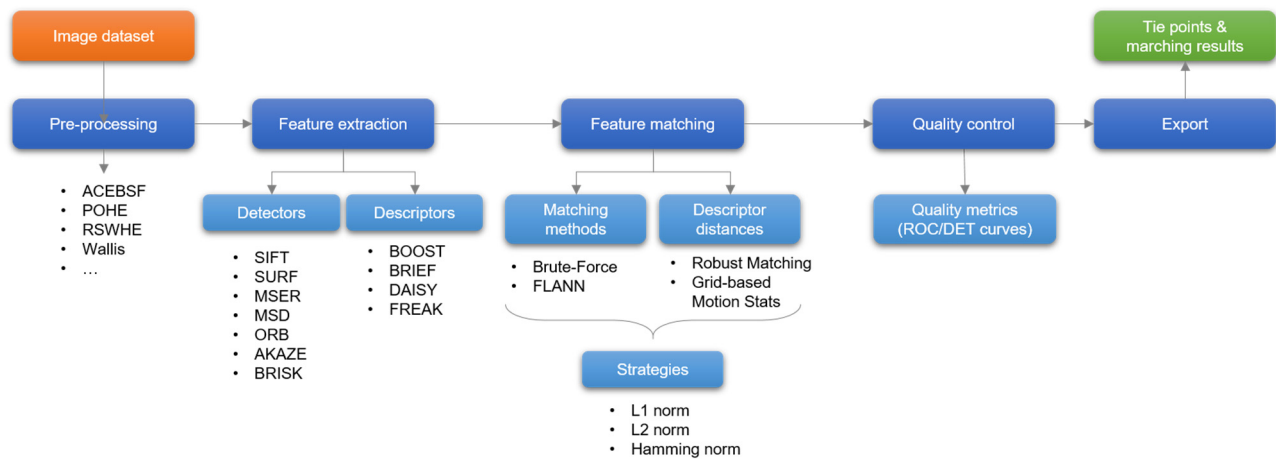 Image dataset
Tie points &
marching results
Pre-processing
Feature extraction
Feature matching
Quality control
Export
• ACEBSF
• POHE
• RSWHE
• Wallis
• …
Detectors
• SIFT
• SURF
• MSER
• MSD
• ORB
• AKAZE
• BRISK
Descriptors
• BOOST
• BRIEF
• DAISY
• FREAK
Matching
methods
• Brute-Force
• FLANN
Descriptor
distances
• Robust Matching
• Grid-based
Motion Stats
Strategies
• L1 norm
• L2 norm
• Hamming norm
Quality metrics
(ROC/DET curves)